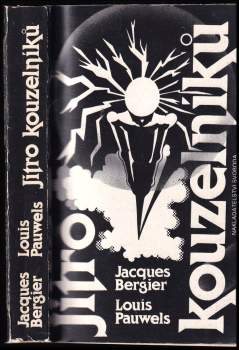 Jacques
Bergier
Louis
Pauwels
Jitro kouzelníků
Jitro
kouzelníků
Jacques
Bergier
Louis
Pauwels
NAKLADATELSTVÍ SVOBODA